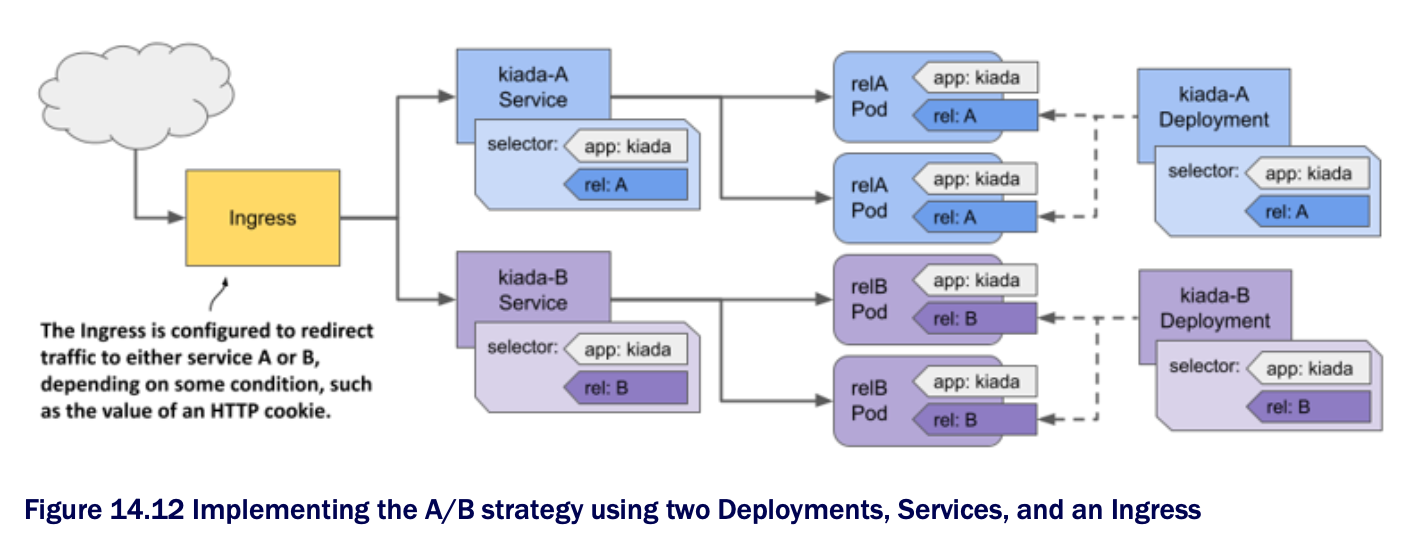 kiada-A
Service
selector:
app: kiada
rel: A
relA
Pod
app: kiada
rel: A
relA
Pod
app: kiada
rel: A
kiada-A
Deployment
selector:
app: kiada
rel: A
Ingress
kiada-B
Service
selector:
app: kiada
rel: B
relB
Pod
app: kiada
rel: B
relB
Pod
app: kiada
rel: B
kiada-B
Deployment
selector:
app: kiada
rel: B
The Ingress is configured to redirect
traffic to either service A or B,
depending on some condition, such
as the value of an HTTP cookie.
Figure 14.12 Implementing the A/B strategy using two Deployments, Services, and an Ingress